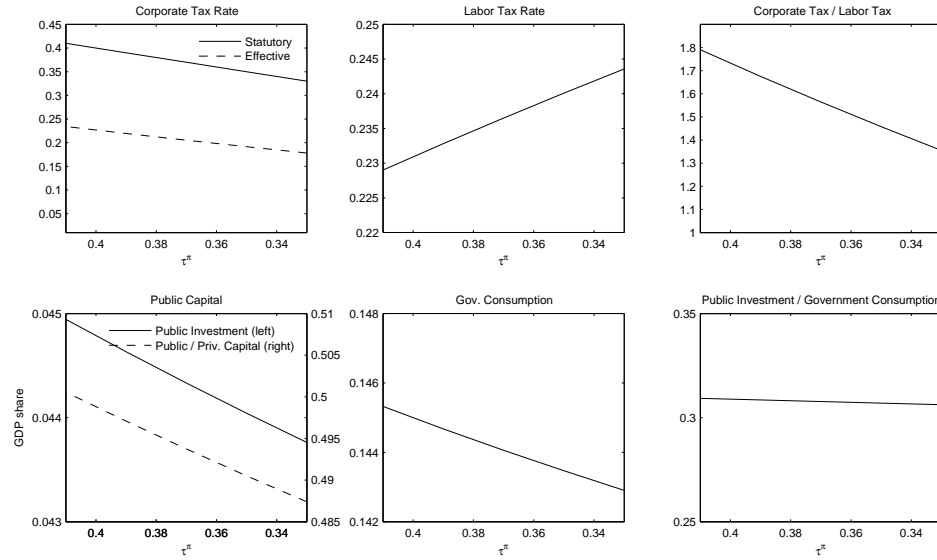 Corporate Tax Rate
0.45
0.4
0.35
0.3
0.25
0.2
0.15
0.1
0.05
Statutory
Effective
0.4 0.38 0.36 0.34
τπ
Labor Tax Rate
0.25
0.245
0.24
0.235
0.23
0.225
0.22
0.4 0.38 0.36 0.34
τπ
Corporate Tax / Labor Tax
1.8
1.7
1.6
1.5
1.4
1.3
1.2
1.1
1
0.4 0.38 0.36 0.34
τπ
Public Capital
GDP share
0.045
0.044
0.043
Public Investment (left)
Public / Priv. Capital (right)
0.51
0.505
0.5
0.495
0.49
0.485
0.4 0.38 0.36 0.34
τπ
Gov. Consumption
0.148
0.146
0.144
0.142
0.4 0.38 0.36 0.34
τπ
Public Investment / Government Consumption
0.35
0.3
0.25
0.4 0.38 0.36 0.34
τπ